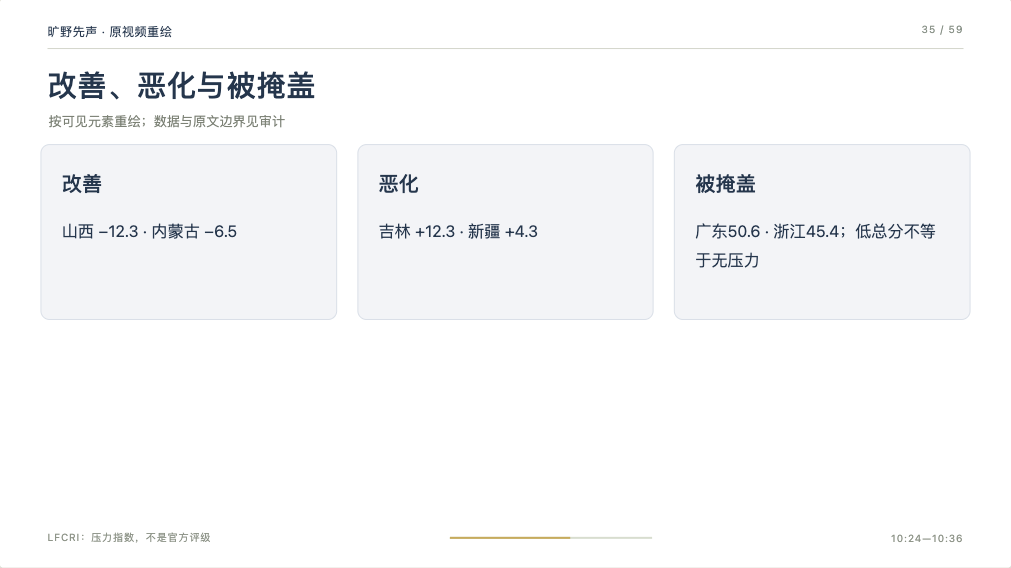 旷野先声 · 原视频重绘
35 / 59
改善、恶化与被掩盖
按可见元素重绘；数据与原文边界见审计
改善
山西 −12.3 · 内蒙古 −6.5
恶化
吉林 +12.3 · 新疆 +4.3
被掩盖
广东50.6 · 浙江45.4；低总分不等
于无压力
LFCRI：压力指数，不是官方评级
10:24—10:36